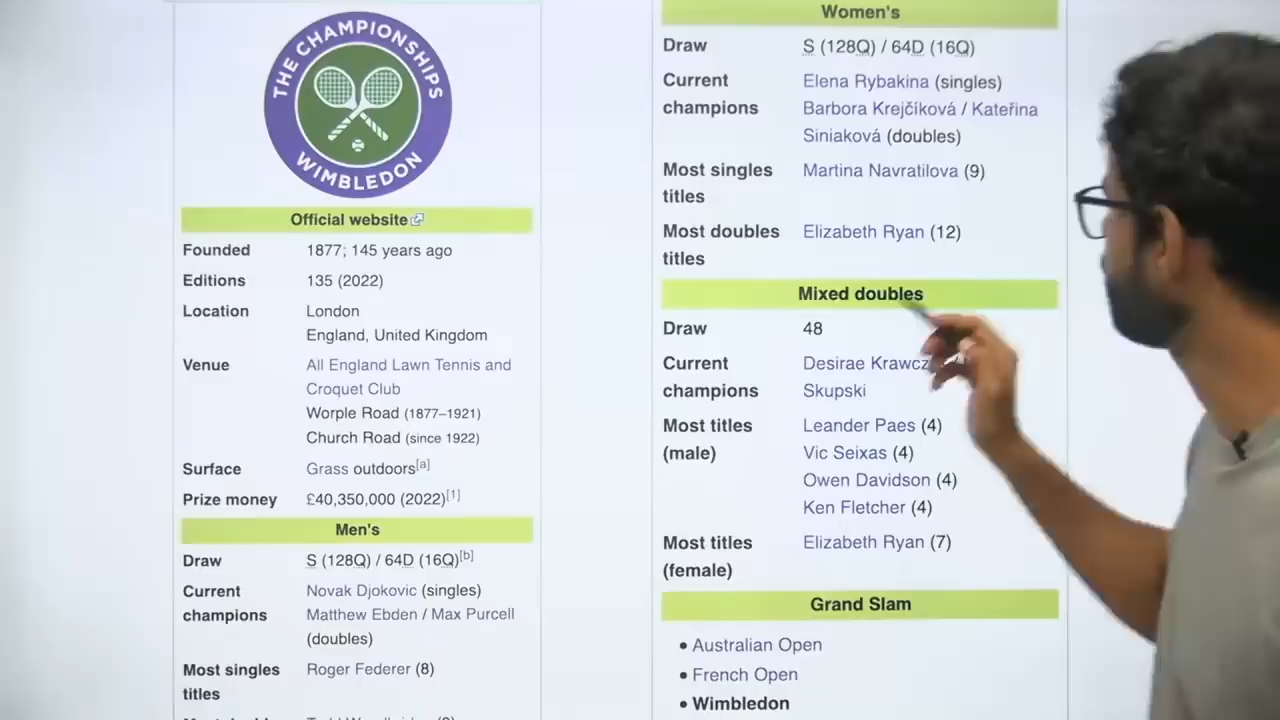 THE CHAMPIONSHIPS
WIMBLEDON
Official website
Founded 1877; 145 years ago
Editions 135 (2022)
Location London
England, United Kingdom
Venue All England Lawn Tennis and
Croquet Club
Worple Road (1877–1921)
Church Road (since 1922)
Surface Grass outdoors[a]
Prize money £40,350,000 (2022)[1]
Men's
Draw S (128Q) / 64D (16Q)[b]
Current Novak Djokovic (singles)
champions Matthew Ebden / Max Purcell
(doubles)
Most singles Roger Federer (8)
titles
Women's
Draw S (128Q) / 64D (16Q)
Current Elena Rybakina (singles)
champions Barbora Krejčíková / Kateřina
Siniaková (doubles)
Most singles Martina Navratilova (9)
titles
Most doubles Elizabeth Ryan (12)
titles
Mixed doubles
Draw 48
Current Desirae
champions Skupski
Most titles Leander Paes (4)
(male) Vic Seixas (4)
Owen Davidson (4)
Ken Fletcher (4)
Most titles Elizabeth Ryan (7)
(female)
Grand Slam
• Australian Open
• French Open
• Wimbledon